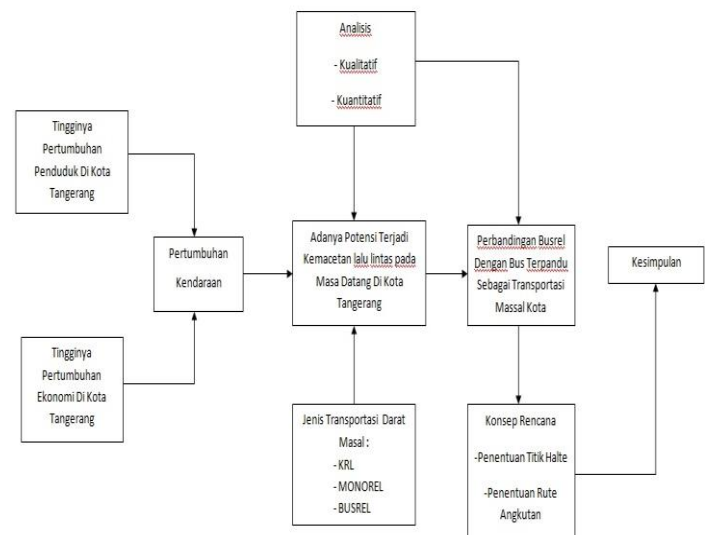 Analisis
- Kualitatif
- Kuantitatif
Tingginya
Pertumbuhan
Penduduk Di Kota
Tangerang
Pertumbuhan
Kendaraan
Adanya Potensi Terjadi
Kemacetan lalu lintas pada
Masa Datang Di Kota
Tangerang
Perbandingan Busrel
Dengan Bus Terpandu
Sebagai Transportasi
Massal Kota
Kesimpulan
Tingginya
Pertumbuhan
Ekonomi Di Kota
Tangerang
Jenis Transportasi Darat
Masal :
- KRL
- MONOREL
- BUSREL
Konsep Rencana
-Penentuan Titik Halte
-Penentuan Rute
Angkutan